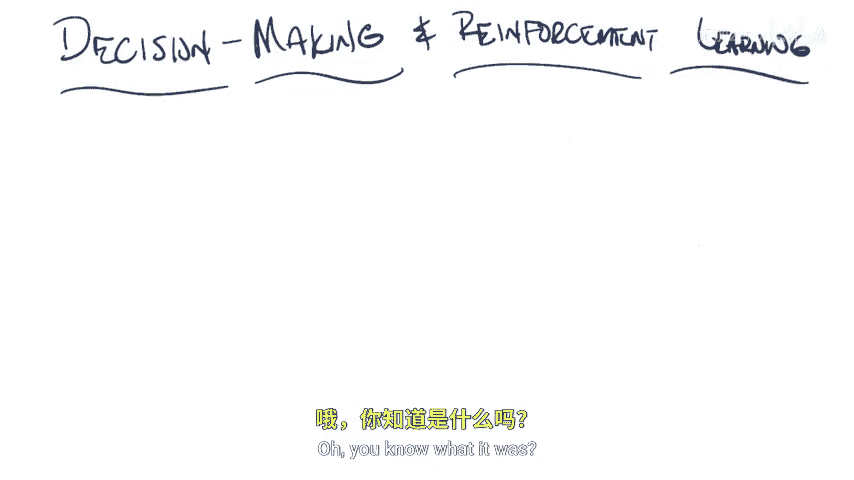 DECISION-MAKING & REINFORCEMENT LEARNING
哦，你知道是什么吗？
Oh, you know what it was?